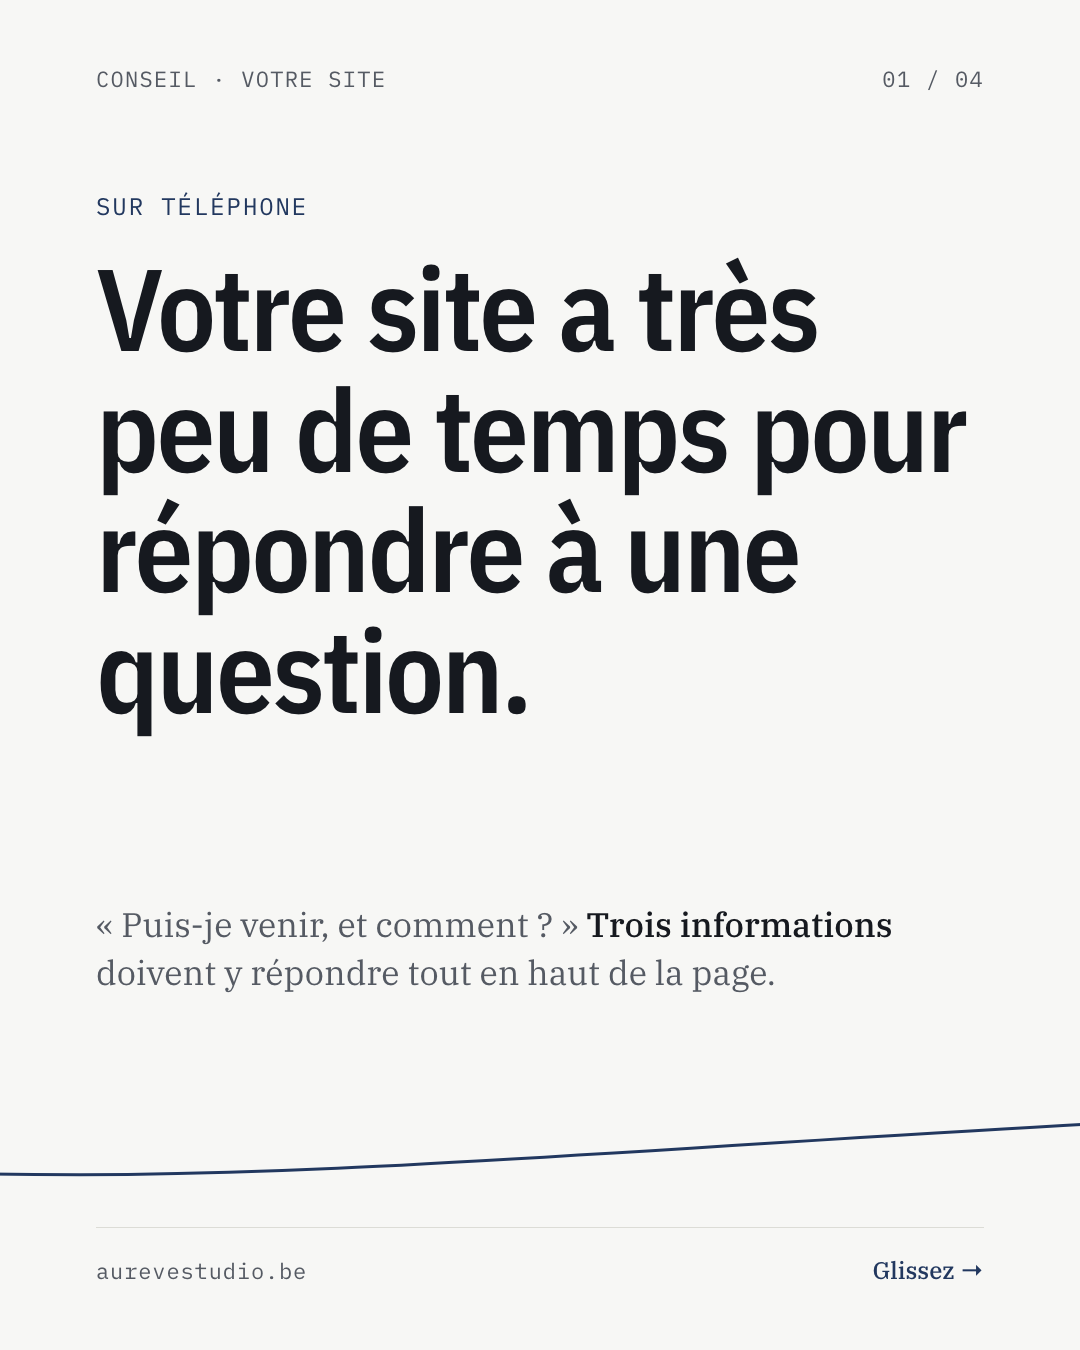 CONSEIL · VOTRE SITE
01 / 04
SUR TÉLÉPHONE
Votre site a très
peu de temps pour
répondre à une
question.
« Puis-je venir, et comment ? » Trois informations
doivent y répondre tout en haut de la page.
aurevestudio.be
Glissez →